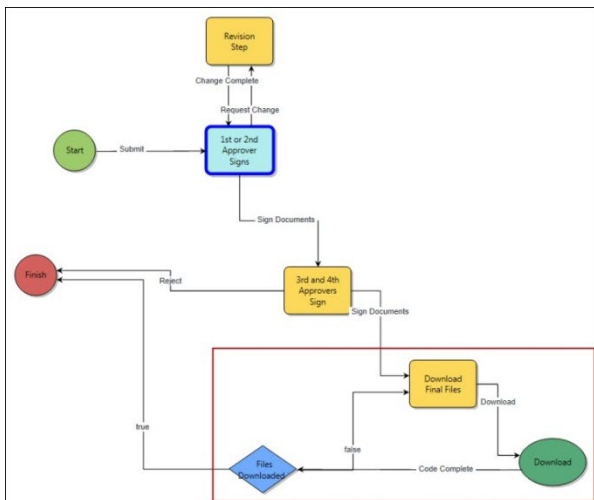 Revision
Step
Change Complete
Request Change
Start
Submit
1st or 2nd
Approver
Signs
Sign Documents
Finish
Reject
3rd and 4th
Approvers
Sign
Sign Documents
Download
Final Files
Download
true
false
Files
Downloaded
Code Complete
Download